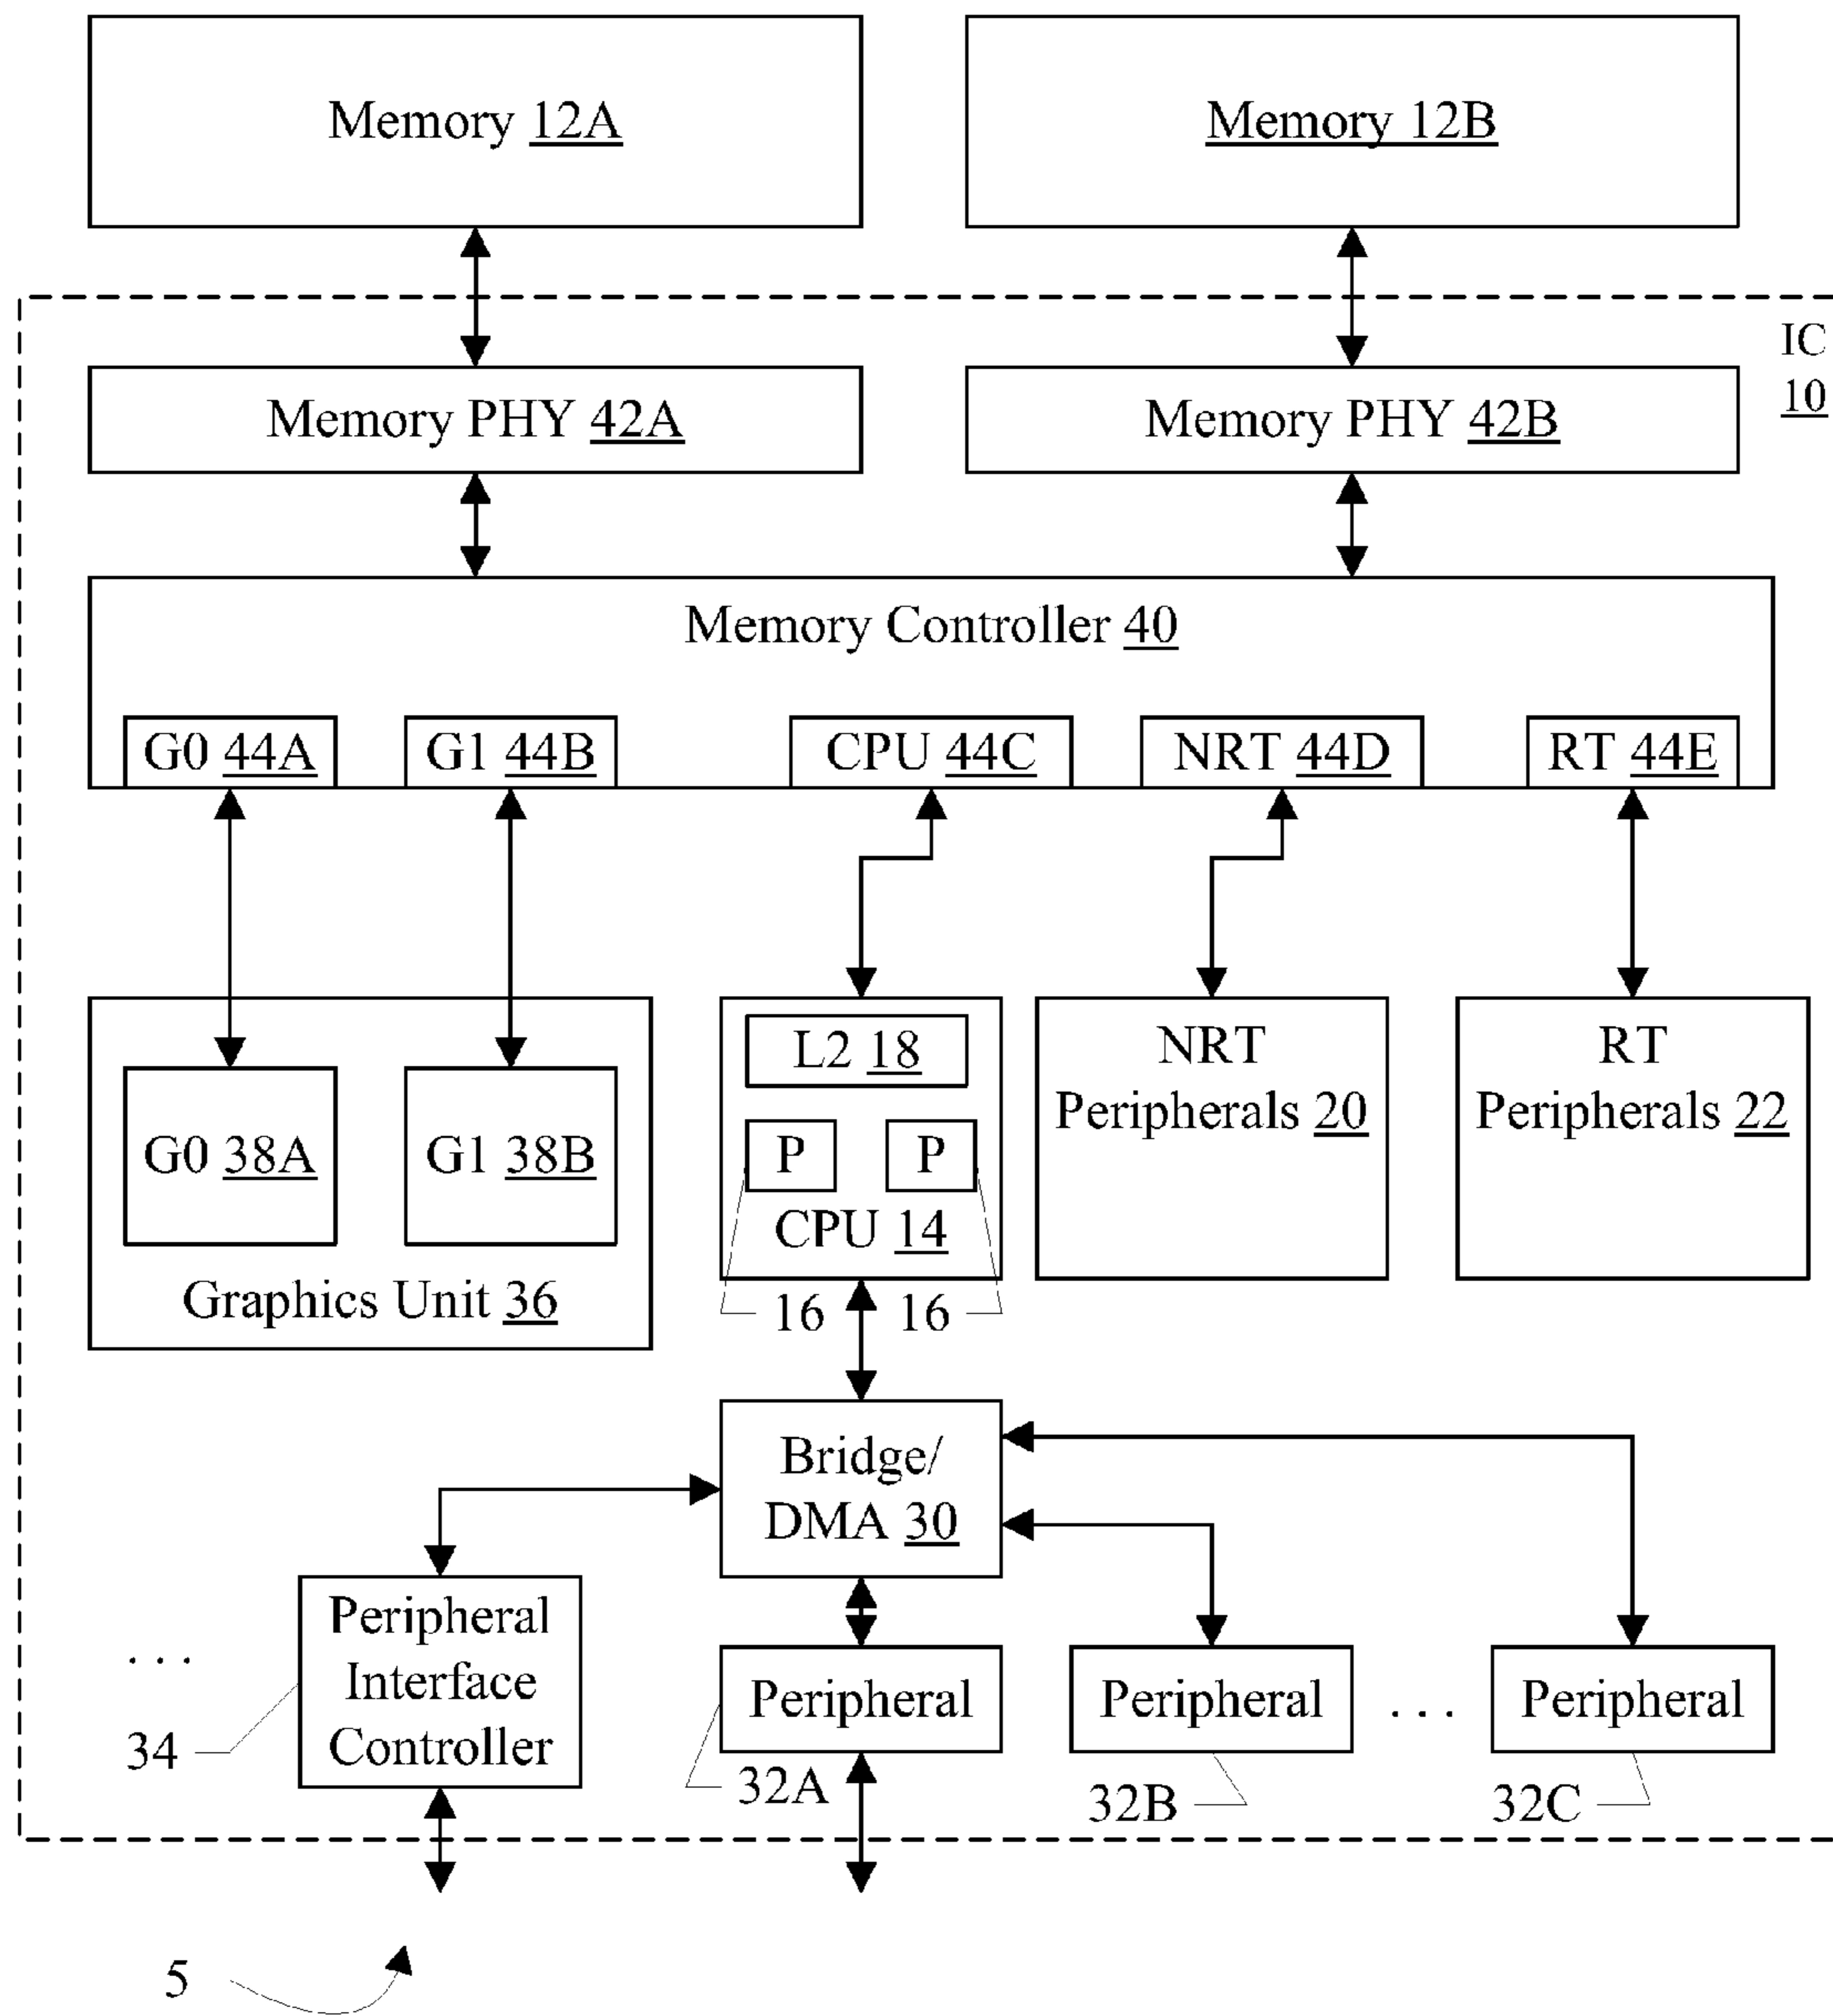 Memory 12A
Memory 12B
IC
10
Memory PHY 42A
Memory PHY 42B
Memory Controller 40
G0 44A
G1 44B
CPU 44C
NRT 44D
RT 44E
L2 18
P
P
CPU 14
16
16
NRT
Peripherals 20
RT
Peripherals 22
G0 38A
G1 38B
Graphics Unit 36
Bridge/
DMA 30
. . .
Peripheral
Interface
Controller
34
Peripheral
32A
Peripheral
32B
. . .
Peripheral
32C
5